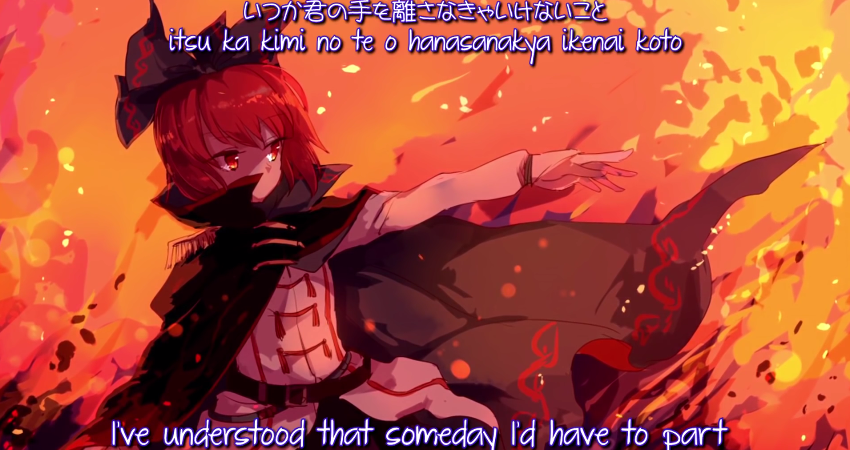 いつか君の手を離さなきゃいけないこと
itsu ka kimi no te o hanasanakya ikenai koto
I've understood that someday I'd have to part